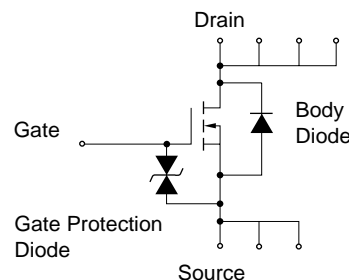 Drain
Body
Diode
Gate
Gate Protection
Diode
Source